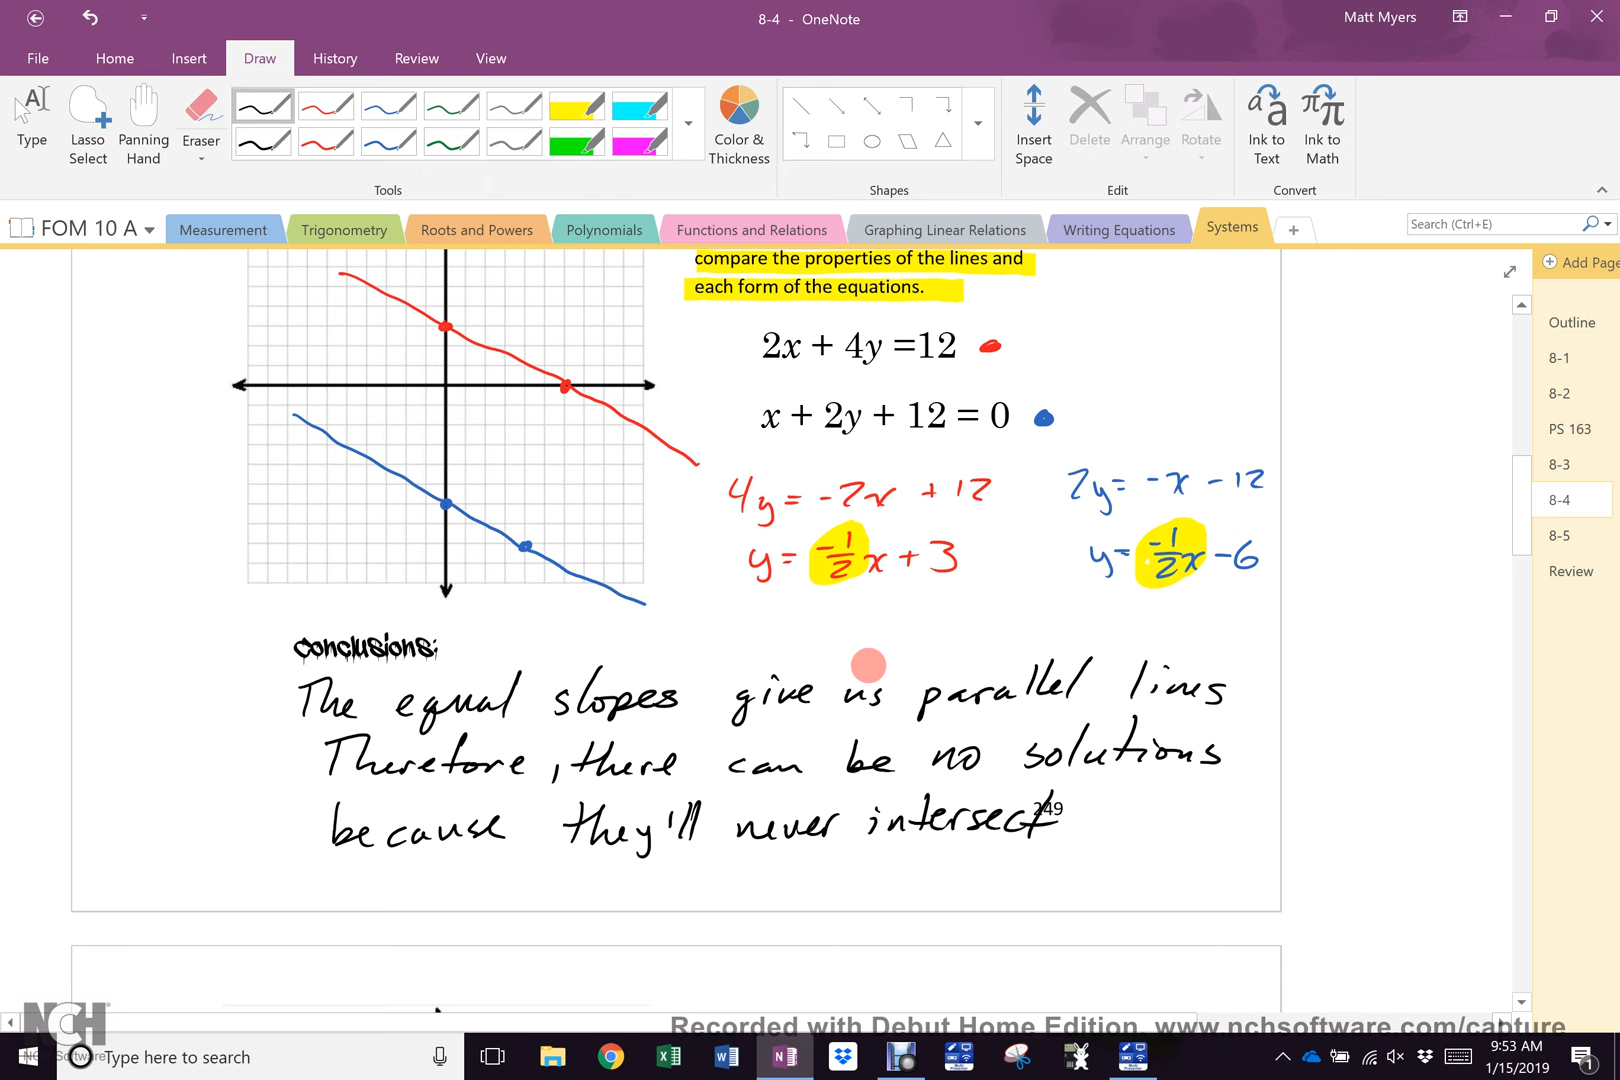 8-4 - OneNote
Matt Myers
File Home Insert Draw History Review View
Type
Lasso Select
Panning Hand
Eraser
Color & Thickness
Insert Space
Delete
Arrange
Rotate
Ink to Text
Ink to Math
Tools
Shapes
Edit
Convert
FOM 10 A
Measurement
Trigonometry
Roots and Powers
Polynomials
Functions and Relations
Graphing Linear Relations
Writing Equations
Systems
Search (Ctrl+E)
Add Page
Outline
8-1
8-2
PS 163
8-3
8-4
8-5
Review
compare the properties of the lines and
each form of the equations.
2x + 4y =12
x + 2y + 12 = 0
4y = -2x + 12
y = -1/2 x + 3
2y = -x - 12
y = -1/2 x - 6
conclusions:
The equal slopes give us parallel lines
Therefore, there can be no solutions
because they'll never intersect
249
NCH
NCH Software
Recorded with Debut Home Edition. www.nchsoftware.com/capture
Type here to search
9:53 AM
1/15/2019